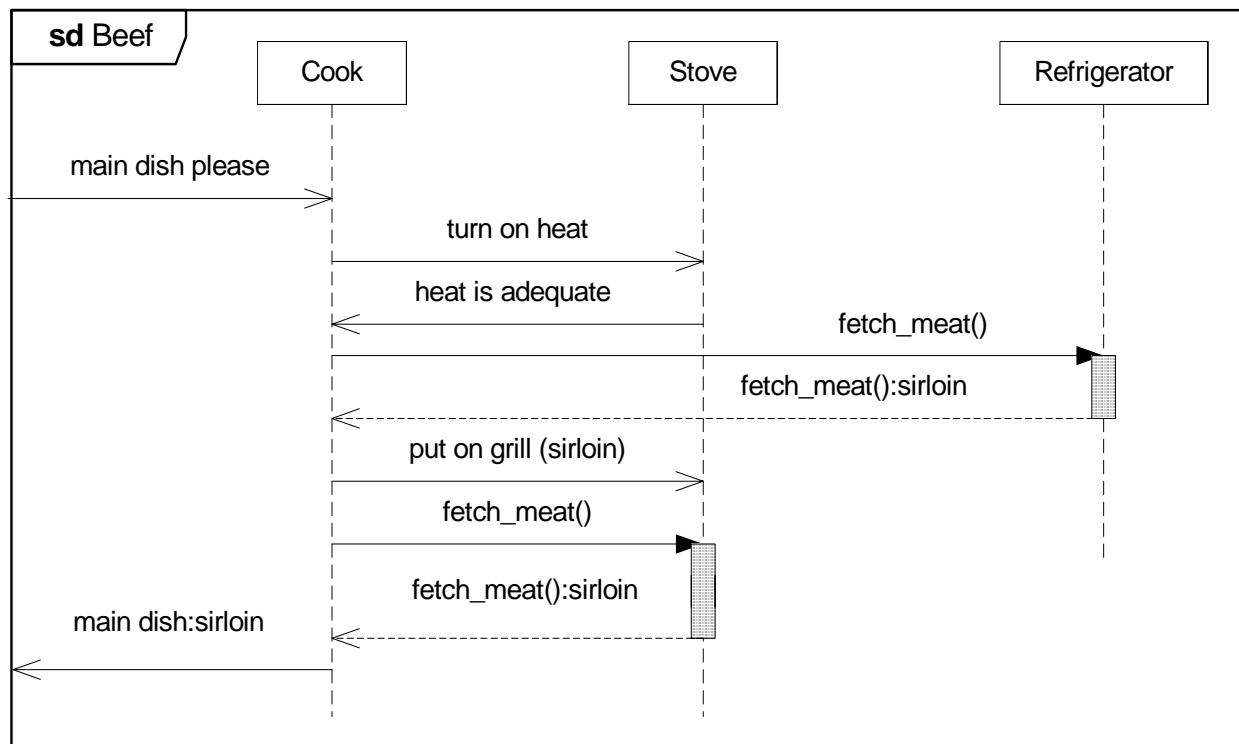 sd Beef
Cook
Stove
Refrigerator
main dish please
turn on heat
heat is adequate
fetch_meat()
fetch_meat():sirloin
put on grill (sirloin)
fetch_meat()
fetch_meat():sirloin
main dish:sirloin